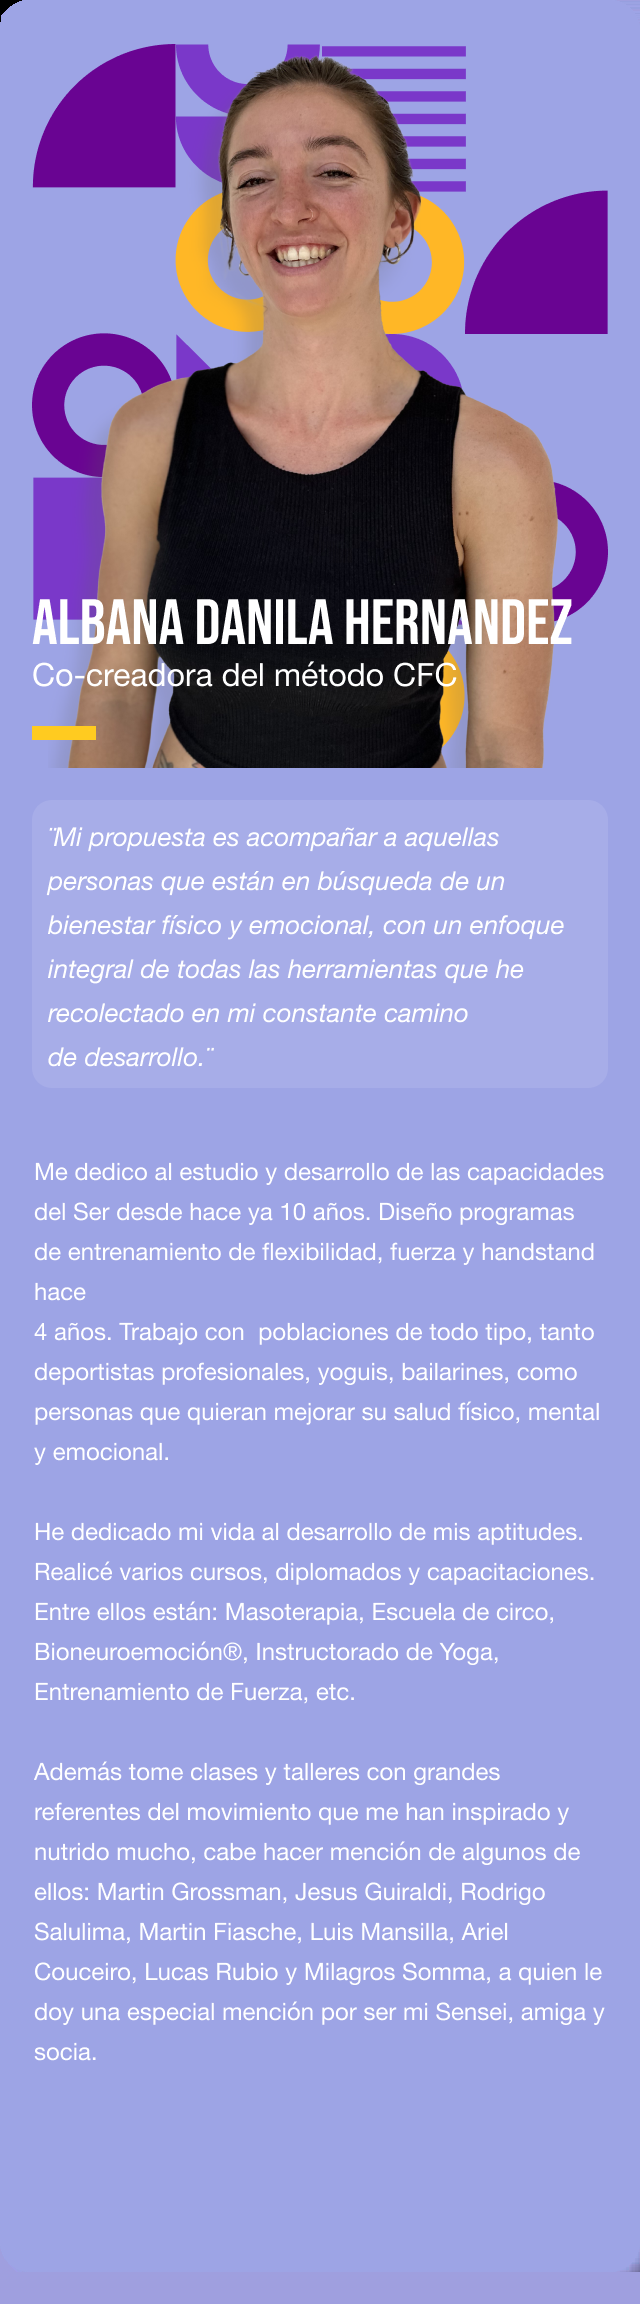 ALBANA DANILA HERNANDEZ
Co-creadora del método CFC
¨Mi propuesta es acompañar a aquellas
personas que están en búsqueda de un
bienestar físico y emocional, con un enfoque
integral de todas las herramientas que he
recolectado en mi constante camino
de desarrollo.¨
Me dedico al estudio y desarrollo de las capacidades
del Ser desde hace ya 10 años. Diseño programas
de entrenamiento de flexibilidad, fuerza y handstand
hace
4 años. Trabajo con  poblaciones de todo tipo, tanto
deportistas profesionales, yoguis, bailarines, como
personas que quieran mejorar su salud físico, mental
y emocional.
He dedicado mi vida al desarrollo de mis aptitudes.
Realicé varios cursos, diplomados y capacitaciones.
Entre ellos están: Masoterapia, Escuela de circo,
Bioneuroemoción®, Instructorado de Yoga,
Entrenamiento de Fuerza, etc.
Además tome clases y talleres con grandes
referentes del movimiento que me han inspirado y
nutrido mucho, cabe hacer mención de algunos de
ellos: Martin Grossman, Jesus Guiraldi, Rodrigo
Salulima, Martin Fiasche, Luis Mansilla, Ariel
Couceiro, Lucas Rubio y Milagros Somma, a quien le
doy una especial mención por ser mi Sensei, amiga y
socia.